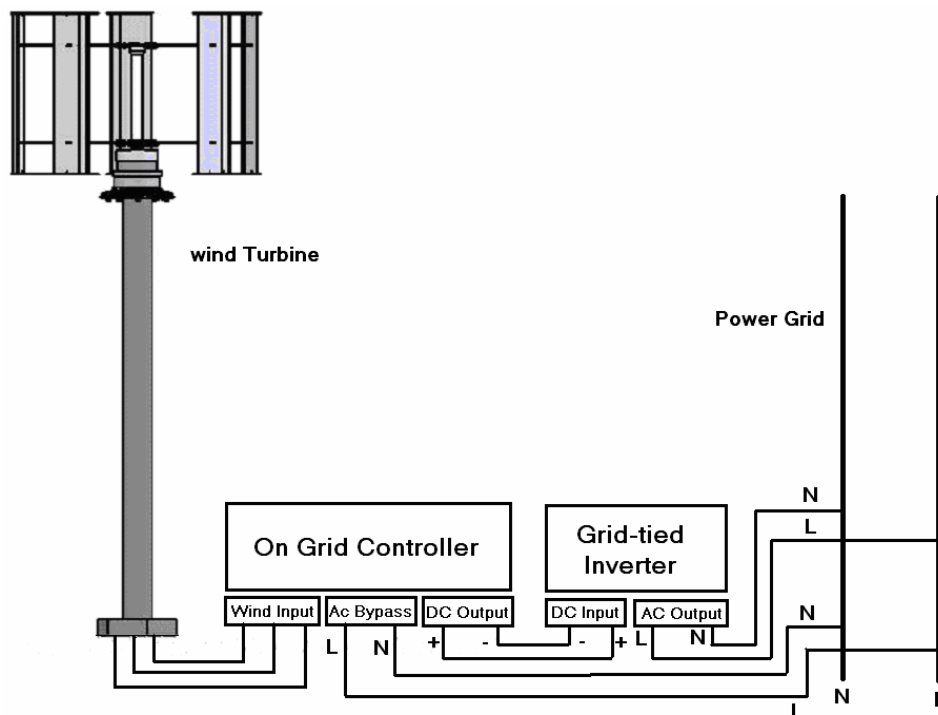 wind Turbine
Power Grid
N
L
On Grid Controller
Grid-tied
Inverter
Wind Input
Ac Bypass
DC Output
DC Input
AC Output
N
L
N
+
-
-
+
L
N
N
L